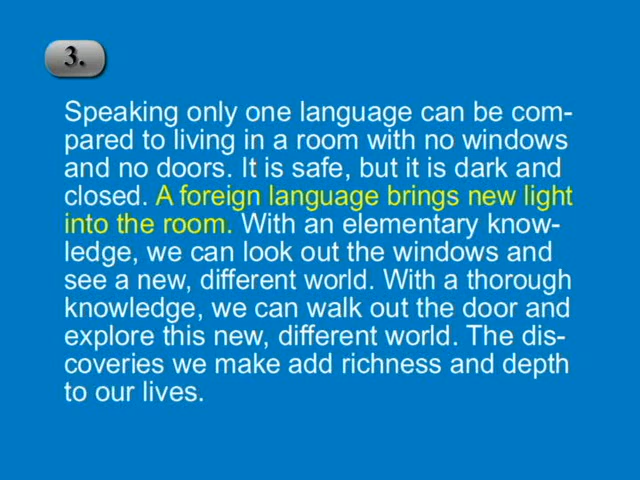 3.
Speaking only one language can be com-
pared to living in a room with no windows
and no doors. It is safe, but it is dark and
closed. A foreign language brings new light
into the room. With an elementary know-
ledge, we can look out the windows and
see a new, different world. With a thorough
knowledge, we can walk out the door and
explore this new, different world. The dis-
coveries we make add richness and depth
to our lives.